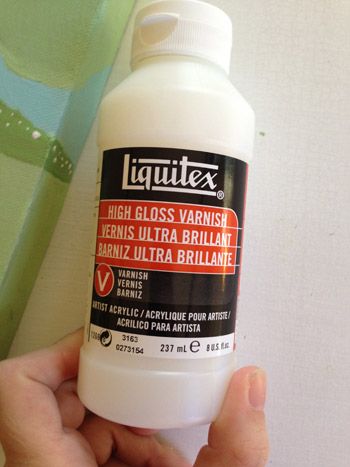 Liquitex®
HIGH GLOSS VARNISH
VERNIS ULTRA BRILLANT
BARNIZ ULTRA BRILLANTE
V
VARNISH
VERNIS
BARNIZ
ARTIST ACRYLIC / ACRYLIQUE POUR ARTISTE /
ACRILICO PARA ARTISTA
3163
0273154
237 mL ℮ 8 U.S. fl. oz.